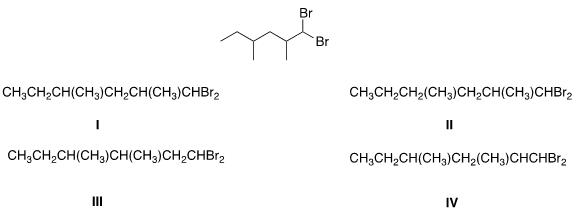 Br
Br
CH₃CH₂CH(CH₃)CH₂CH(CH₃)CHBr₂
CH₃CH₂CH₂(CH₃)CH₂CH(CH₃)CHBr₂
I
II
CH₃CH₂CH(CH₃)CH(CH₃)CH₂CHBr₂
CH₃CH₂CH(CH₃)CH₂(CH₃)CHCHBr₂
III
IV